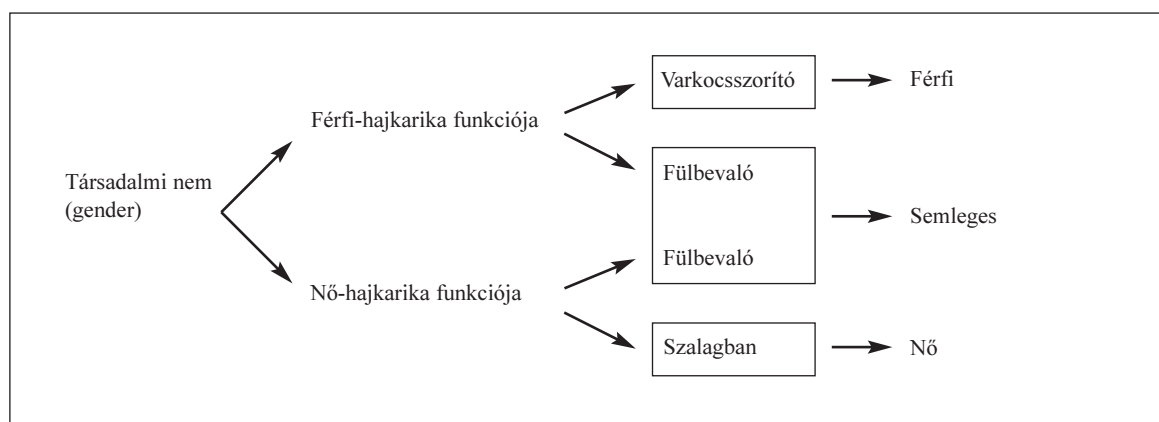 Társadalmi nem
(gender)
Férfi-hajkarika funkciója
Nő-hajkarika funkciója
Varkocsszorító
Férfi
Fülbevaló
Fülbevaló
Semleges
Szalagban
Nő